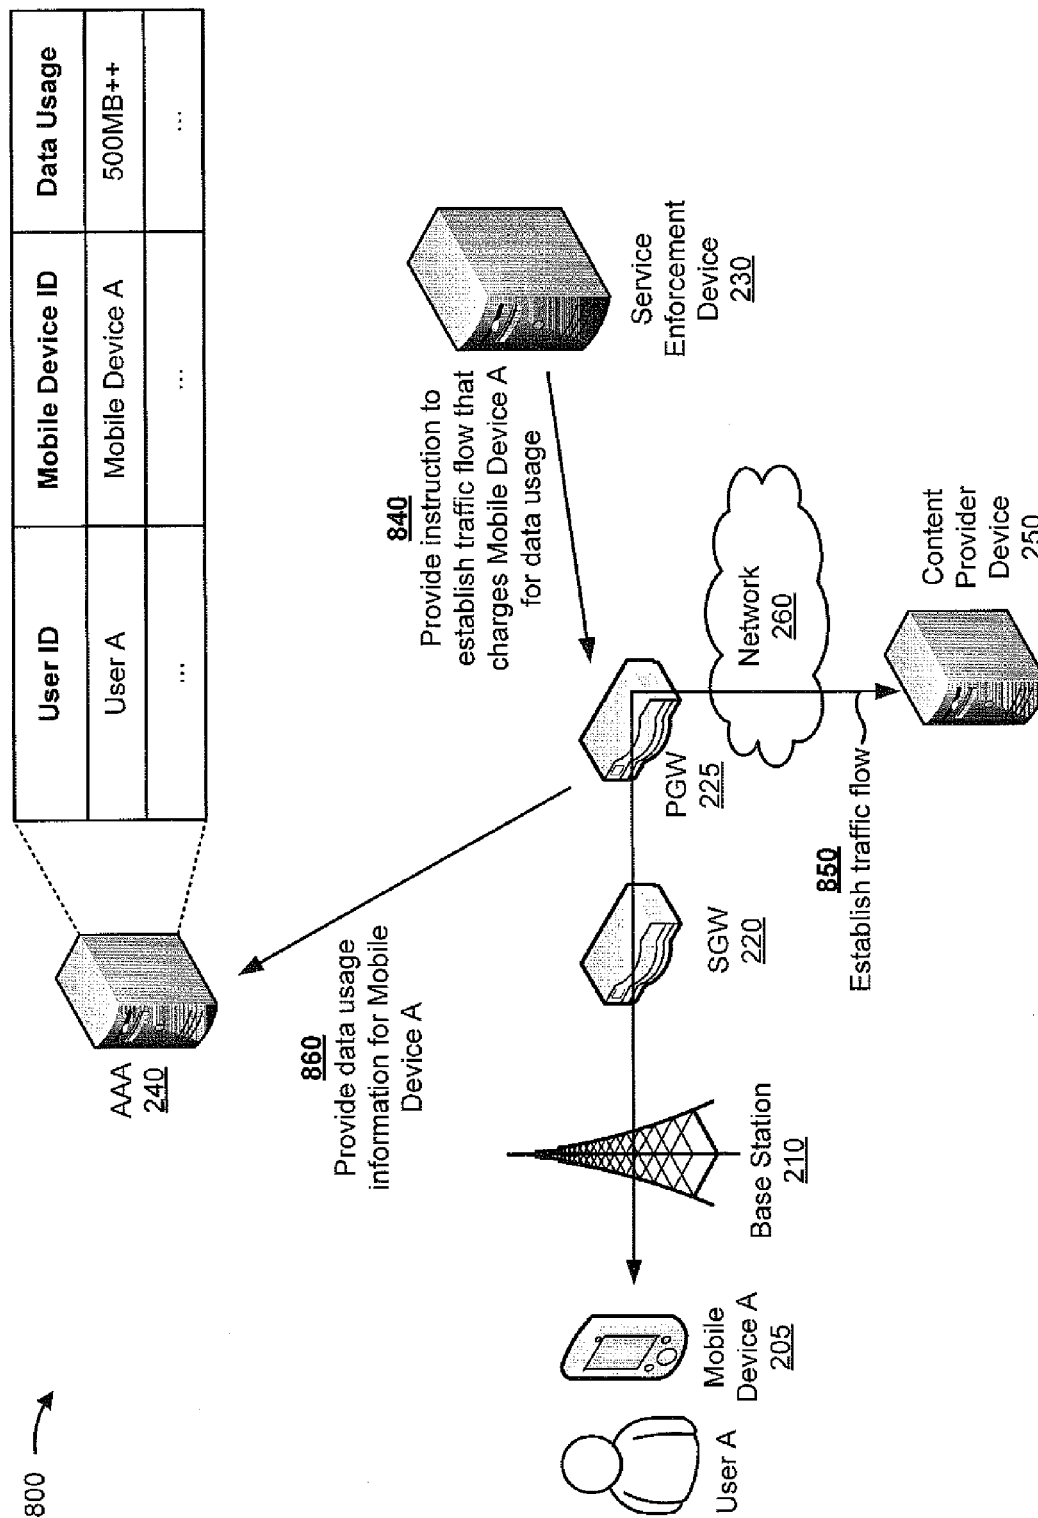 800
User ID Mobile Device ID Data Usage
User A Mobile Device A 500MB++
... ... ...
AAA
240
860
Provide data usage
information for Mobile
Device A
840
Provide instruction to
establish traffic flow that
charges Mobile Device A
for data usage
Service
Enforcement
Device
230
User A
Mobile
Device A
205
Base Station
210
SGW
220
PGW
225
Network
260
850
Establish traffic flow
Content
Provider
Device
250